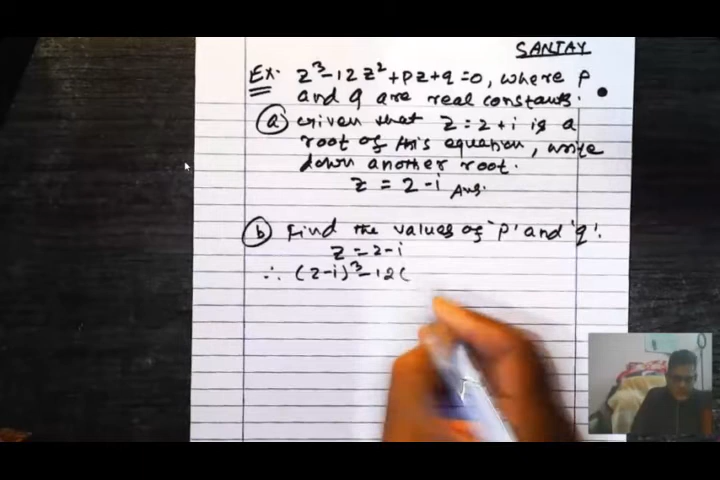 SANJAY
Ex. z³-12z²+pz+q=0, where p
and q are real constants.
(a) Given that z=2+i is a
root of this equation, write
down another root.
z = 2-i Ans.
(b) Find the values of 'p' and 'q'.
z=2-i
∴ (2-i)³-12(